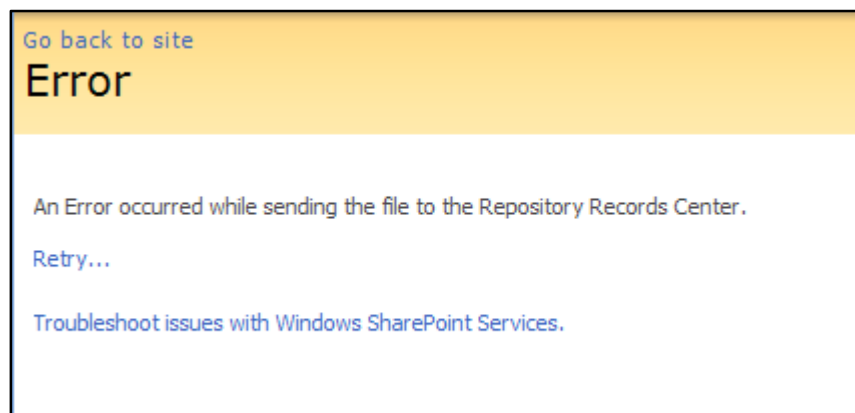 Go back to site
Error
An Error occurred while sending the file to the Repository Records Center.
Retry...
Troubleshoot issues with Windows SharePoint Services.